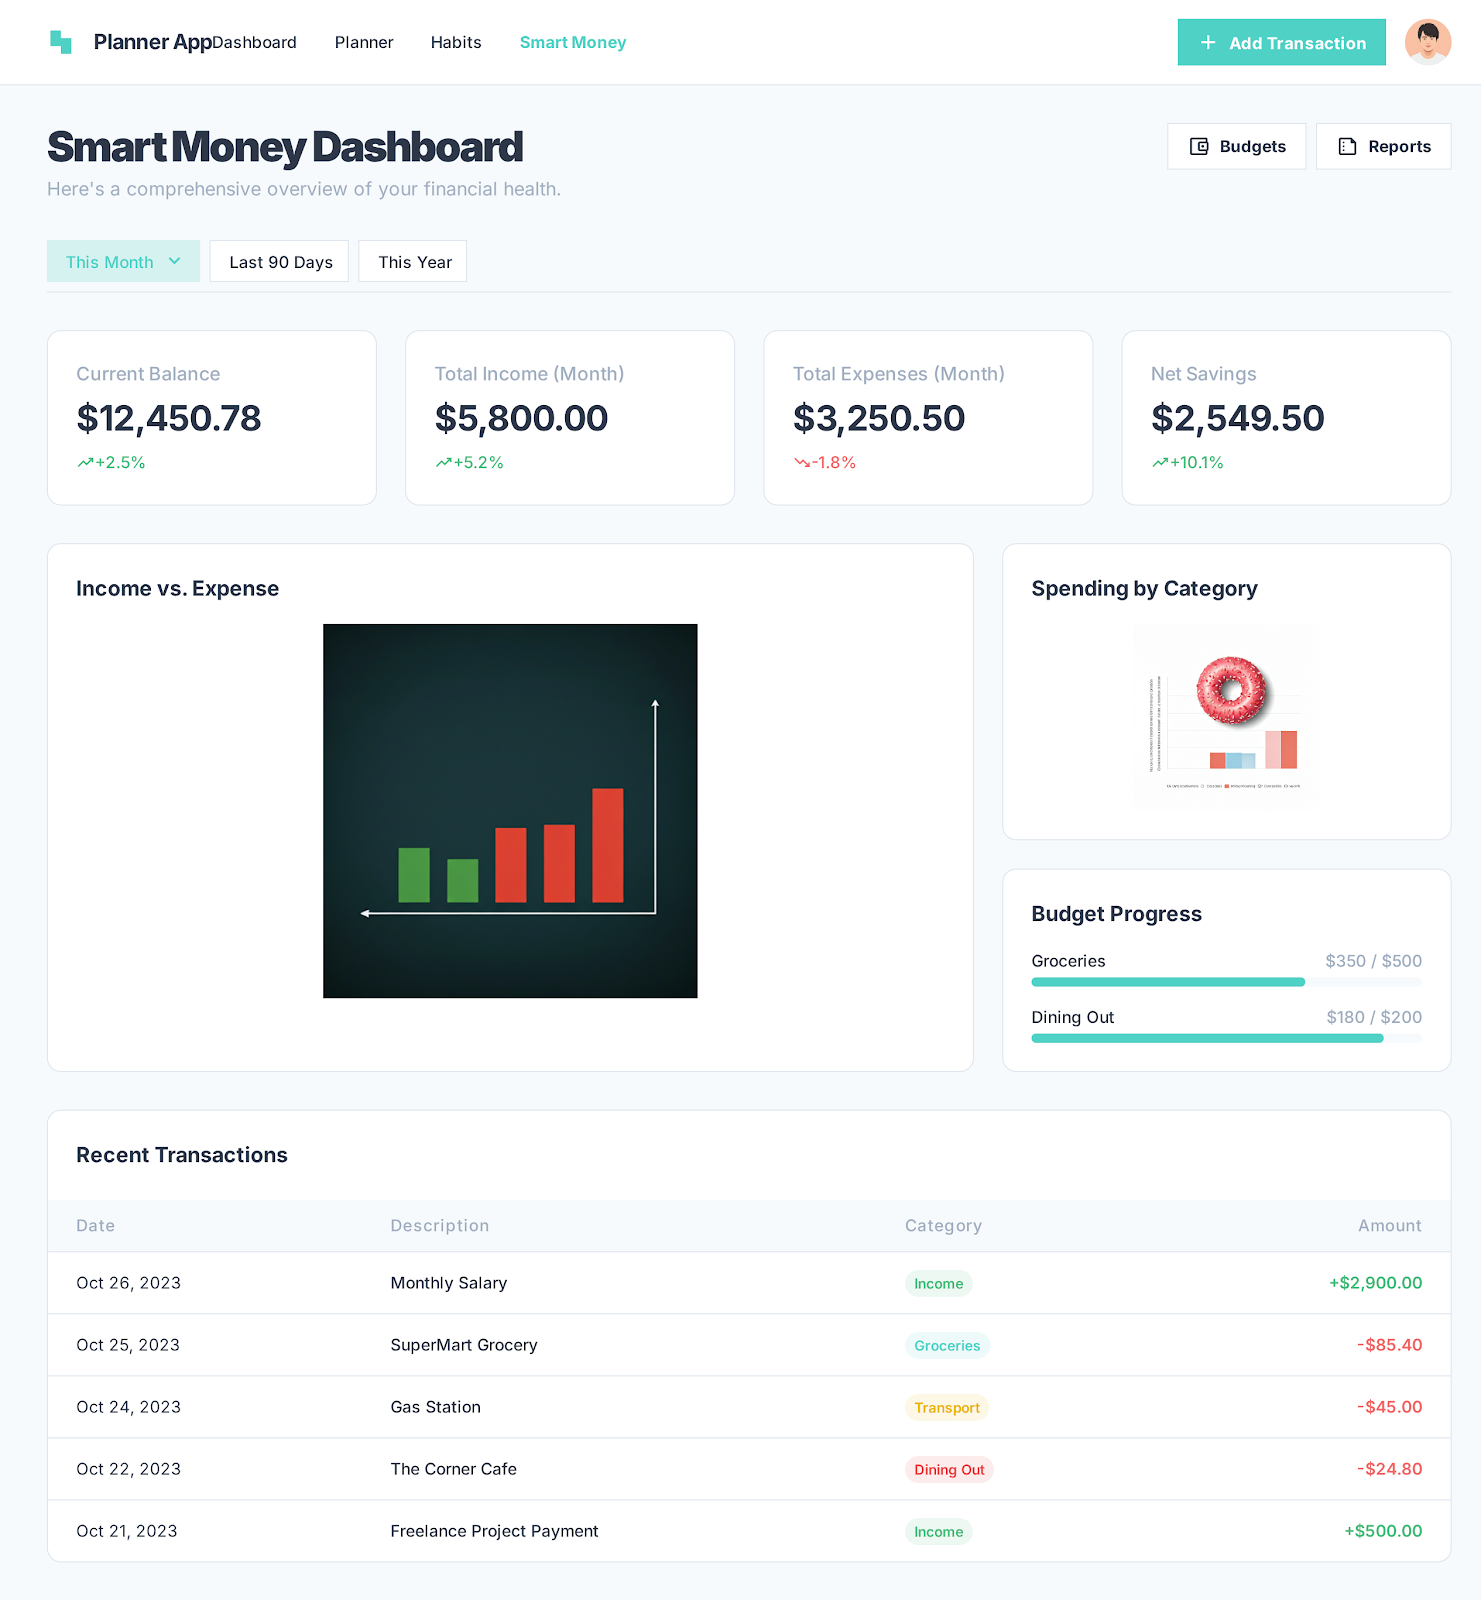 Planner App Dashboard Planner Habits Smart Money Add Transaction
Smart Money Dashboard
Here's a comprehensive overview of your financial health.
Budgets Reports
This Month Last 90 Days This Year
Current Balance
$12,450.78
+2.5%
Total Income (Month)
$5,800.00
+5.2%
Total Expenses (Month)
$3,250.50
-1.8%
Net Savings
$2,549.50
+10.1%
Income vs. Expense
Spending by Category
Budget Progress
Groceries $350 / $500
Dining Out $180 / $200
Recent Transactions
Date Description Category Amount
Oct 26, 2023 Monthly Salary Income +$2,900.00
Oct 25, 2023 SuperMart Grocery Groceries -$85.40
Oct 24, 2023 Gas Station Transport -$45.00
Oct 22, 2023 The Corner Cafe Dining Out -$24.80
Oct 21, 2023 Freelance Project Payment Income +$500.00